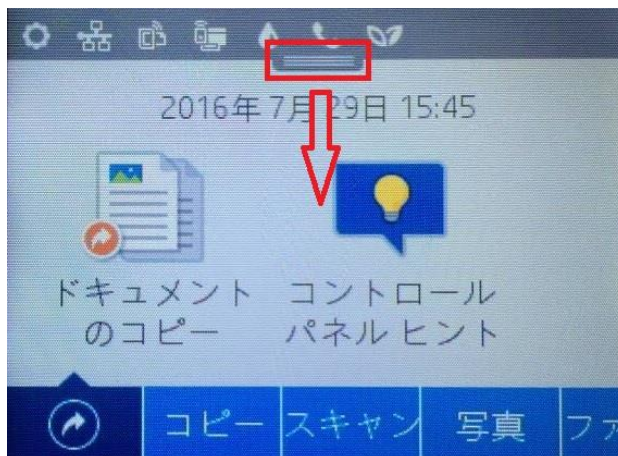 2016年7月29日 15:45
ドキュメント
のコピー
コントロール
パネル ヒント
コピー
スキャン
写真
ファ